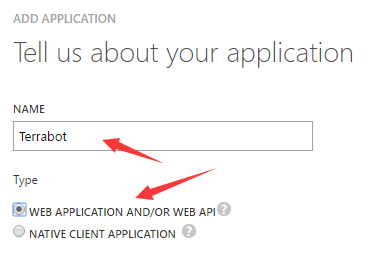 ADD APPLICATION
Tell us about your application
NAME
Terrabot
Type
WEB APPLICATION AND/OR WEB API ?
NATIVE CLIENT APPLICATION ?